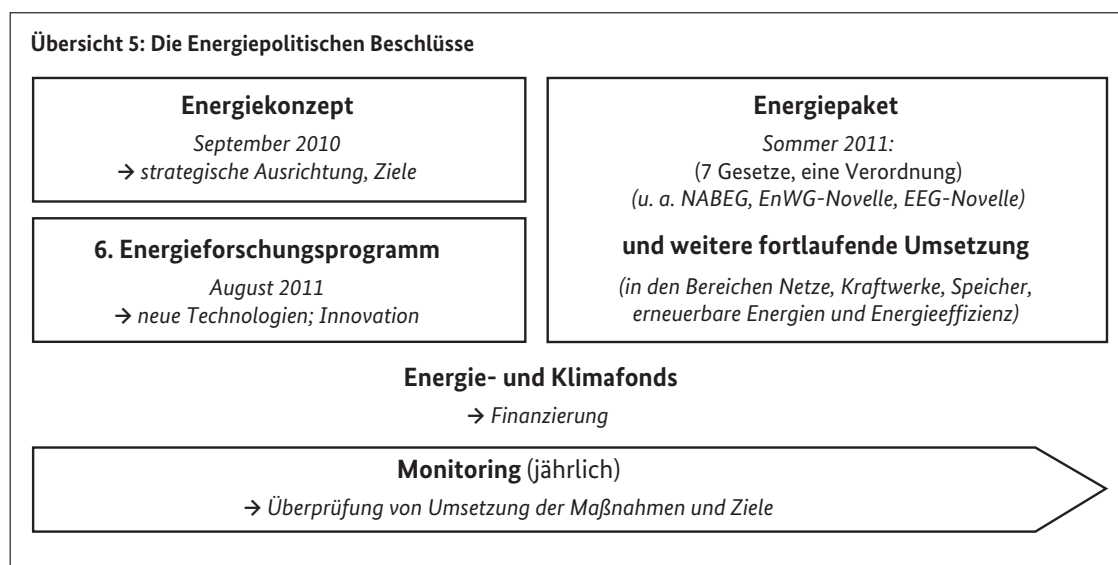 Übersicht 5: Die Energiepolitischen Beschlüsse
Energiekonzept
September 2010
→ strategische Ausrichtung, Ziele
6. Energieforschungsprogramm
August 2011
→ neue Technologien; Innovation
Energiepaket
Sommer 2011:
(7 Gesetze, eine Verordnung)
(u. a. NABEG, EnWG-Novelle, EEG-Novelle)
und weitere fortlaufende Umsetzung
(in den Bereichen Netze, Kraftwerke, Speicher,
erneuerbare Energien und Energieeffizienz)
Energie- und Klimafonds
→ Finanzierung
Monitoring (jährlich)
→ Überprüfung von Umsetzung der Maßnahmen und Ziele